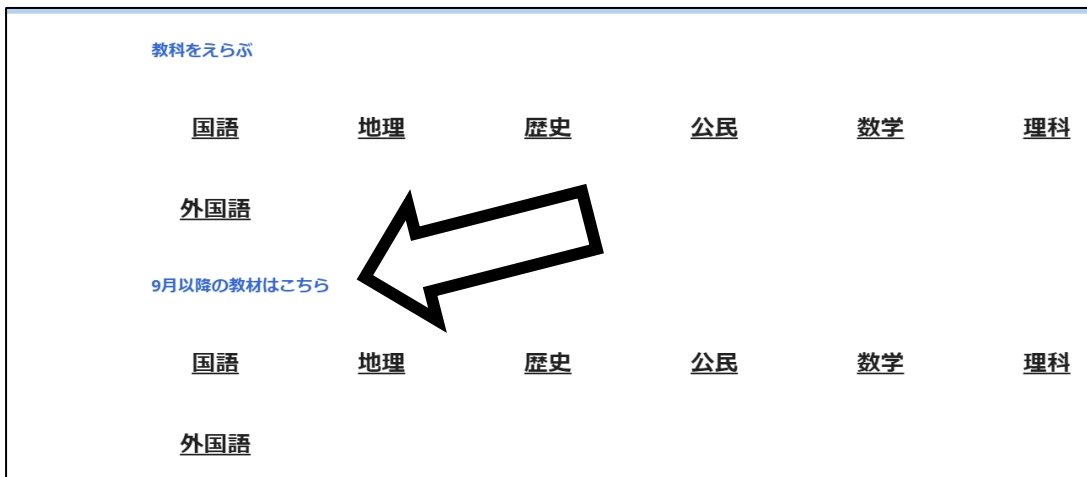 教科をえらぶ
国語 地理 歴史 公民 数学 理科
外国語
9月以降の教材はこちら
国語 地理 歴史 公民 数学 理科
外国語